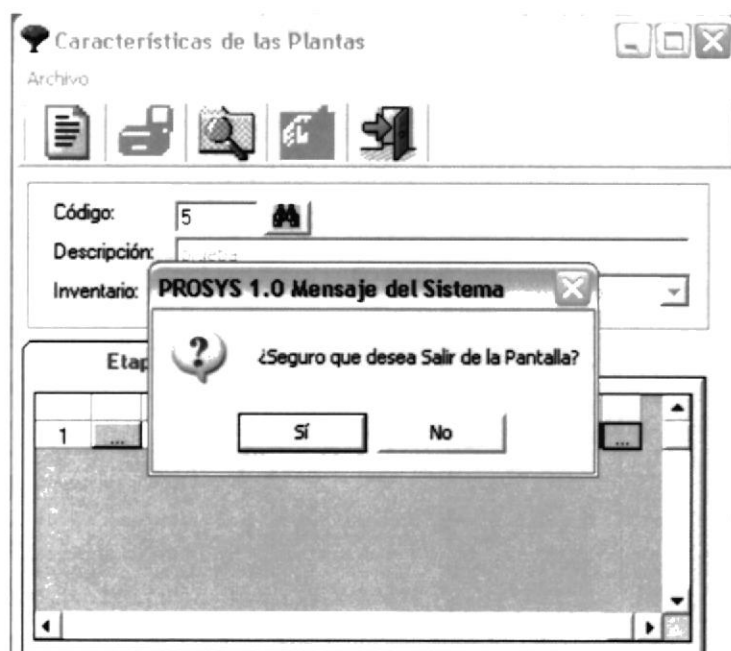 Características de las Plantas
Archivo
Código:
5
Descripción:
Inventario:
PROSYS 1.0 Mensaje del Sistema
¿Seguro que desea Salir de la Pantalla?
Sí
No
Etap
1
...
...